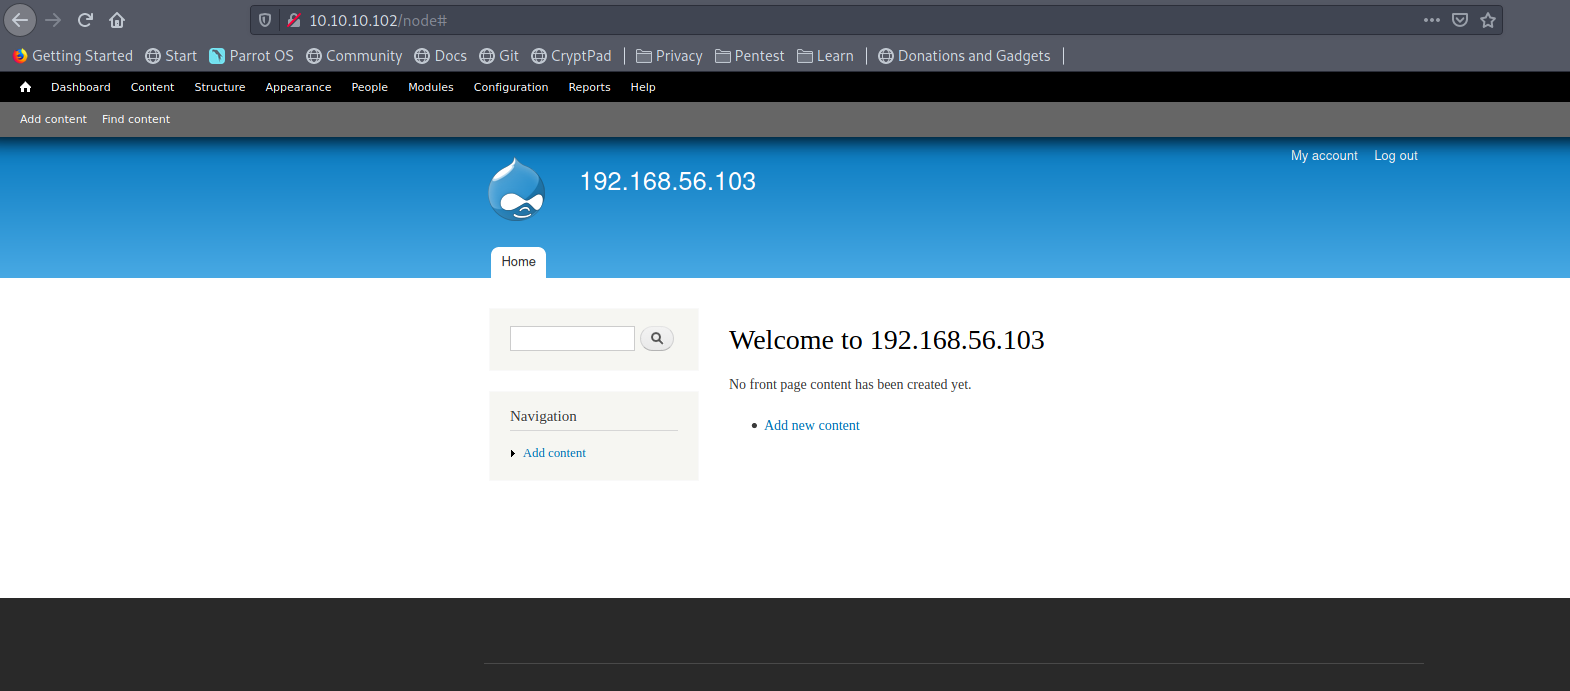 10.10.10.102/node#
Getting Started Start Parrot OS Community Docs Git CryptPad Privacy Pentest Learn Donations and Gadgets
Dashboard Content Structure Appearance People Modules Configuration Reports Help
Add content Find content
My account Log out
192.168.56.103
Home
Welcome to 192.168.56.103
No front page content has been created yet.
Add new content
Navigation
Add content